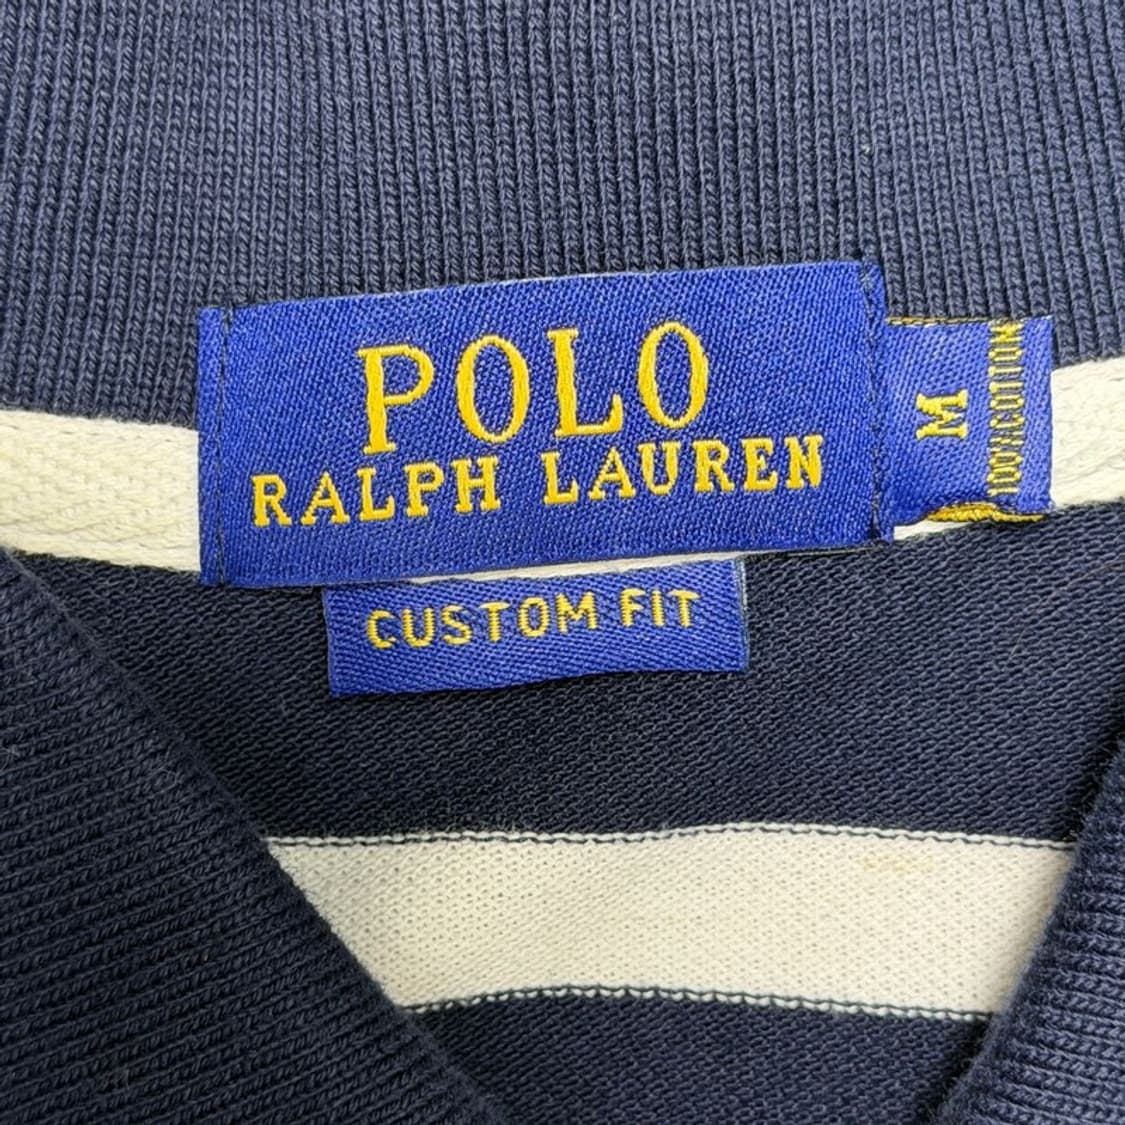 POLO
RALPH LAUREN
M
100%COTTON
CUSTOM FIT